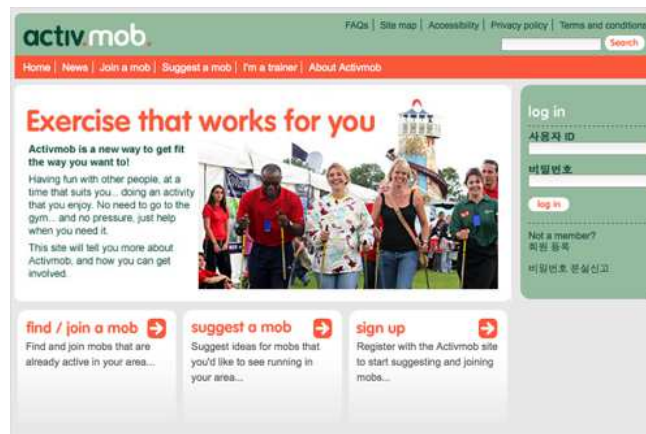 activ.mob.
FAQs | Site map | Accessibility | Privacy policy | Terms and conditions
Search
Home | News | Join a mob | Suggest a mob | I'm a trainer | About Activmob
Exercise that works for you
Activmob is a new way to get fit
the way you want to!
Having fun with other people, at a
time that suits you... doing an activity
that you enjoy. No need to go to the
gym... and no pressure, just help
when you need it.
This site will tell you more about
Activmob, and how you can get
involved.
log in
사용자 ID
비밀번호
log in
Not a member?
회원 등록
비밀번호 분실신고
find / join a mob
Find and join mobs that are
already active in your area...
suggest a mob
Suggest ideas for mobs that
you'd like to see running in
your area...
sign up
Register with the Activmob site
to start suggesting and joining
mobs...